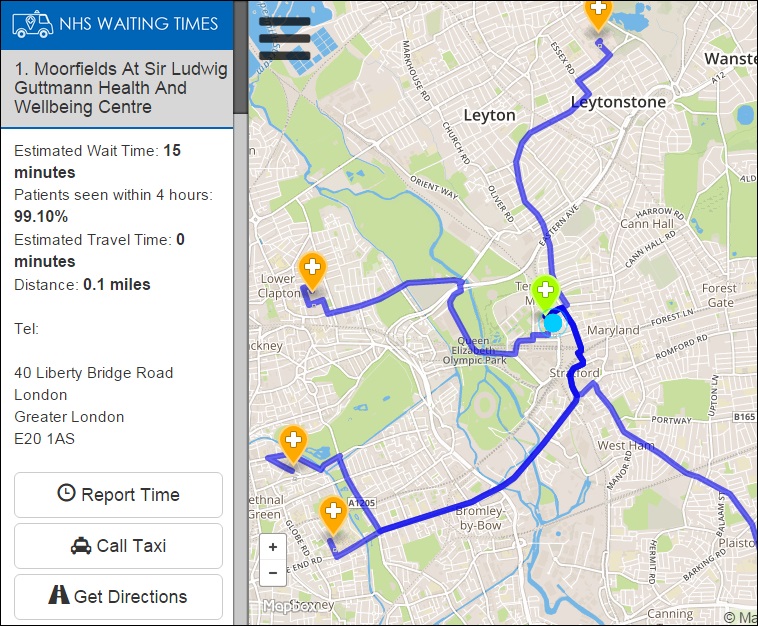 NHS WAITING TIMES
1. Moorfields At Sir Ludwig
Guttmann Health And
Wellbeing Centre
Estimated Wait Time: 15
minutes
Patients seen within 4 hours:
99.10%
Estimated Travel Time: 0
minutes
Distance: 0.1 miles
Tel:
40 Liberty Bridge Road
London
Greater London
E20 1AS
Report Time
Call Taxi
Get Directions
MARKHOUSE RD
ESSEX RD
Wanste
A12
Leyton
Leytonstone
CHURCH RD
ORIENT WAY
OLIVER RD
ALD
EASTERN AVE
HARROW RD
Cann Hall
CANN HALL RD
Lower
Clapton
Forest
Gate
FOREST LN
Maryland
ROMFORD RD
ckney
Queen
Elizabeth
Olympic Park
Stratford
UPTON LN
PORTWAY
B165
West Ham
MANOR RD
ethnal
Green
A1205
GLOBE RD
Bromley-
by-Bow
BALAAM ST
Plaisto
E END RD
HERMIT RD
BARKING RD
+
−
Mapbox
Stepney
Canning
© Ma